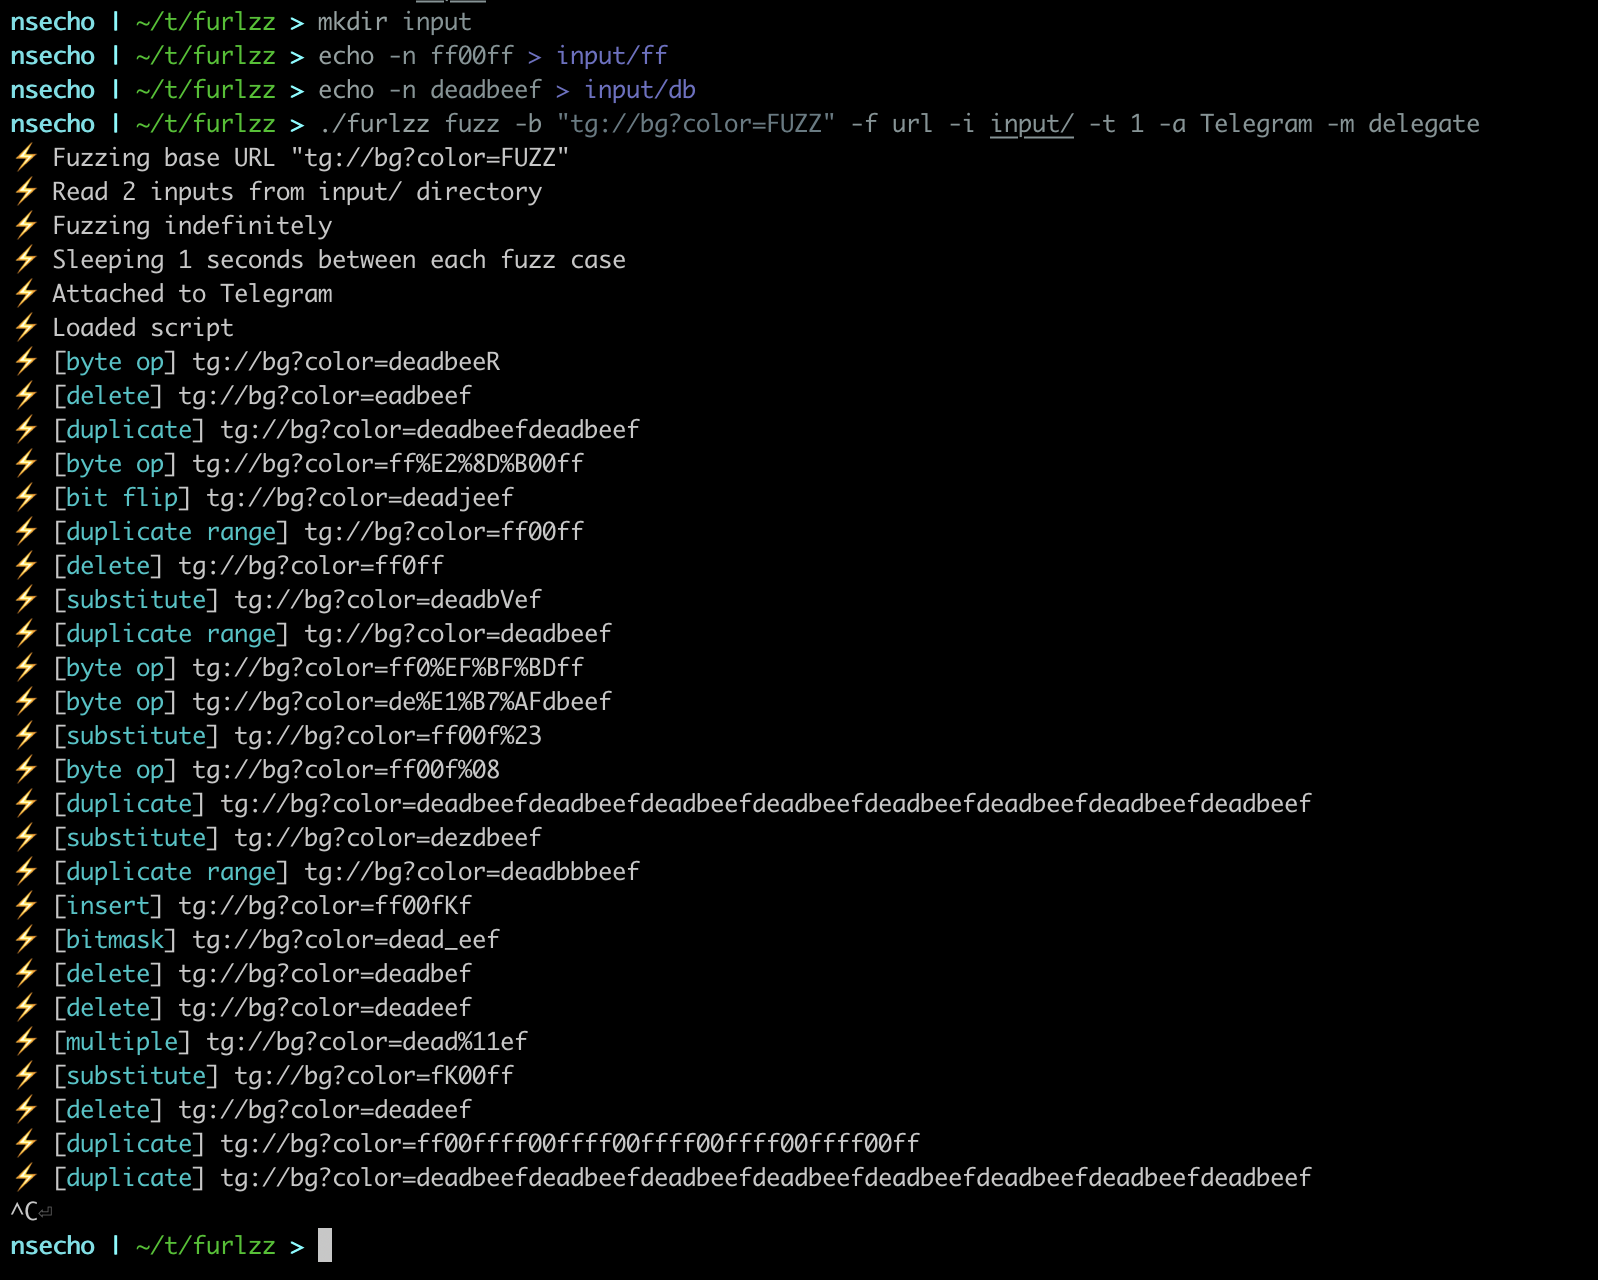 nsecho | ~/t/furlzz > mkdir input
nsecho | ~/t/furlzz > echo -n ff00ff > input/ff
nsecho | ~/t/furlzz > echo -n deadbeef > input/db
nsecho | ~/t/furlzz > ./furlzz fuzz -b "tg://bg?color=FUZZ" -f url -i input/ -t 1 -a Telegram -m delegate
⚡ Fuzzing base URL "tg://bg?color=FUZZ"
⚡ Read 2 inputs from input/ directory
⚡ Fuzzing indefinitely
⚡ Sleeping 1 seconds between each fuzz case
⚡ Attached to Telegram
⚡ Loaded script
⚡ [byte op] tg://bg?color=deadbeeR
⚡ [delete] tg://bg?color=eadbeef
⚡ [duplicate] tg://bg?color=deadbeefdeadbeef
⚡ [byte op] tg://bg?color=ff%E2%8D%B00ff
⚡ [bit flip] tg://bg?color=deadjeef
⚡ [duplicate range] tg://bg?color=ff00ff
⚡ [delete] tg://bg?color=ff0ff
⚡ [substitute] tg://bg?color=deadbVef
⚡ [duplicate range] tg://bg?color=deadbeef
⚡ [byte op] tg://bg?color=ff0%EF%BF%BDff
⚡ [byte op] tg://bg?color=de%E1%B7%AFdbeef
⚡ [substitute] tg://bg?color=ff00f%23
⚡ [byte op] tg://bg?color=ff00f%08
⚡ [duplicate] tg://bg?color=deadbeefdeadbeefdeadbeefdeadbeefdeadbeefdeadbeefdeadbeefdeadbeef
⚡ [substitute] tg://bg?color=dezdbeef
⚡ [duplicate range] tg://bg?color=deadbbbeef
⚡ [insert] tg://bg?color=ff00fKf
⚡ [bitmask] tg://bg?color=dead_eef
⚡ [delete] tg://bg?color=deadbef
⚡ [delete] tg://bg?color=deadeef
⚡ [multiple] tg://bg?color=dead%11ef
⚡ [substitute] tg://bg?color=fK00ff
⚡ [delete] tg://bg?color=deadeef
⚡ [duplicate] tg://bg?color=ff00ffff00ffff00ffff00ffff00ffff00ff
⚡ [duplicate] tg://bg?color=deadbeefdeadbeefdeadbeefdeadbeefdeadbeefdeadbeefdeadbeefdeadbeef
^C⏎
nsecho | ~/t/furlzz >